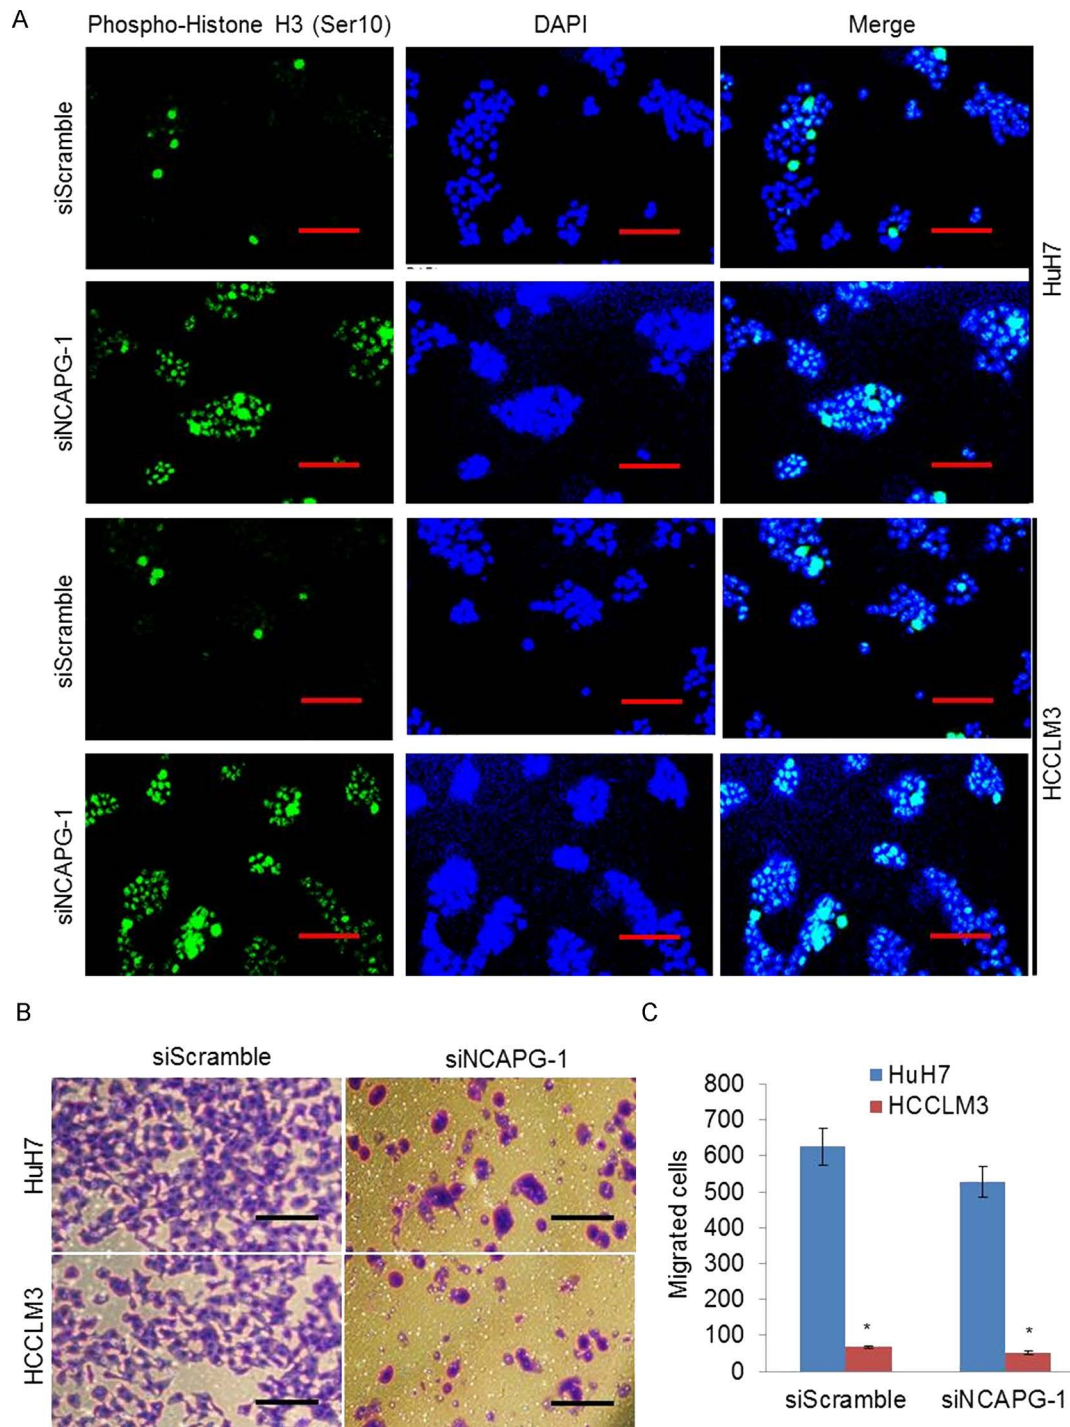 A
Phospho-Histone H3 (Ser10)
DAPI
Merge
siScramble
siNCAPG-1
HuH7
siScramble
siNCAPG-1
HCCLM3
B
siScramble
siNCAPG-1
HuH7
HCCLM3
C
HuH7
HCCLM3
Migrated cells
800
700
600
500
400
300
200
100
0
*
*
siScramble
siNCAPG-1